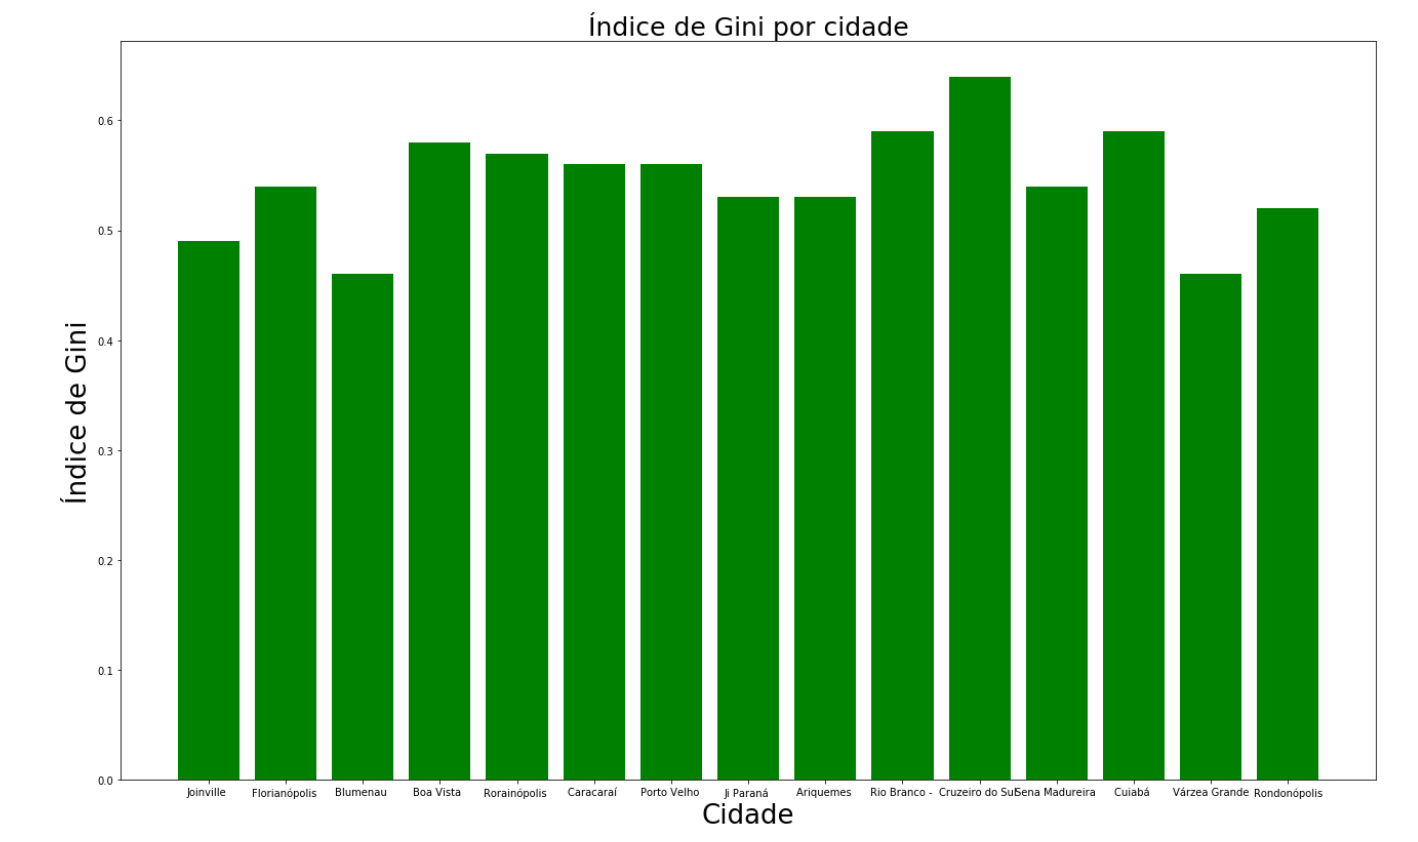 Índice de Gini por cidade
Índice de Gini
0.6
0.5
0.4
0.3
0.2
0.1
0.0
Joinville Florianópolis Blumenau Boa Vista Rorainópolis Caracaraí Porto Velho Ji Paraná Ariquemes Rio Branco - Cruzeiro do Sul Sena Madureira Cuiabá Várzea Grande Rondonópolis
Cidade